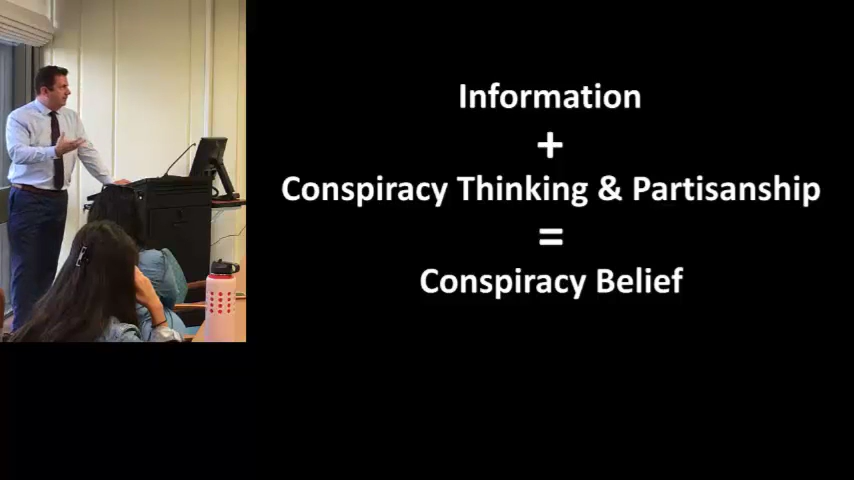 Information
+
Conspiracy Thinking & Partisanship
=
Conspiracy Belief